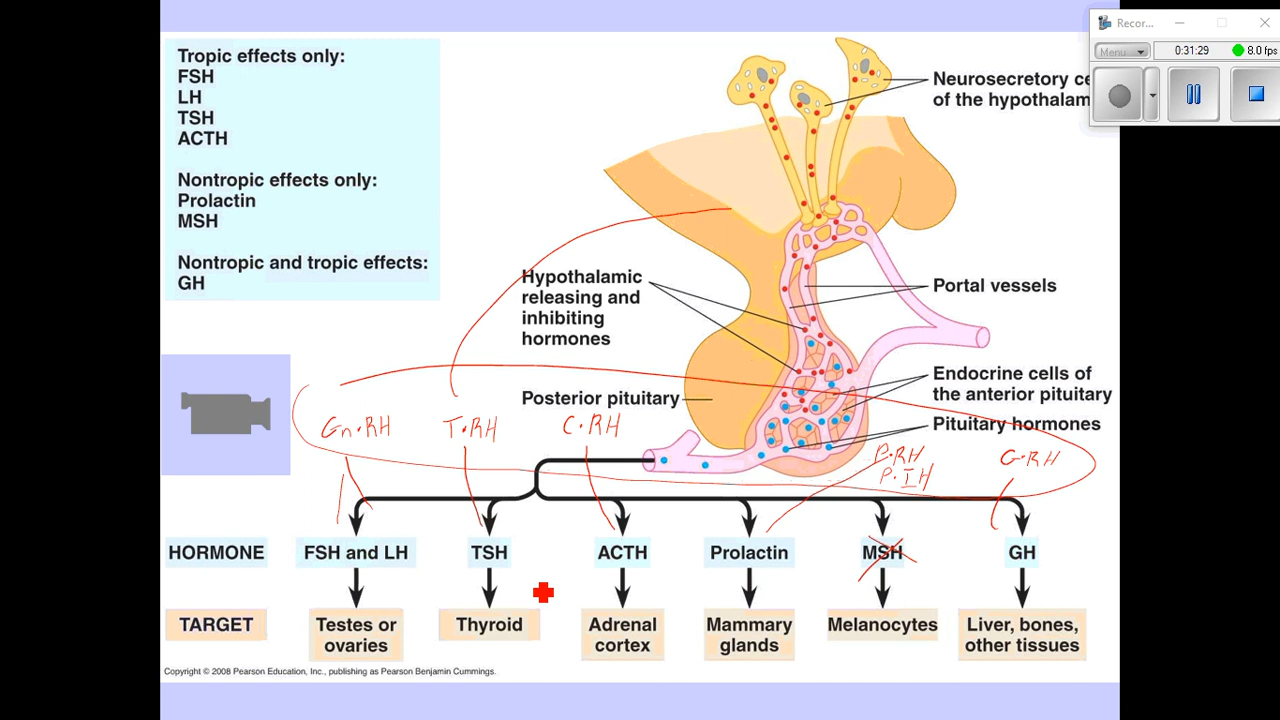 Recor...
Menu
0:31:29
8.0 fps
Tropic effects only:
FSH
LH
TSH
ACTH
Nontropic effects only:
Prolactin
MSH
Nontropic and tropic effects:
GH
Neurosecretory ce
of the hypothalam
Hypothalamic
releasing and
inhibiting
hormones
Portal vessels
Endocrine cells of
the anterior pituitary
Posterior pituitary
Pituitary hormones
Gn•RH
T•RH
C•RH
P•RH
P•IH
G•RH
HORMONE
FSH and LH
TSH
ACTH
Prolactin
MSH
GH
TARGET
Testes or
ovaries
Thyroid
Adrenal
cortex
Mammary
glands
Melanocytes
Liver, bones,
other tissues
Copyright © 2008 Pearson Education, Inc., publishing as Pearson Benjamin Cummings.